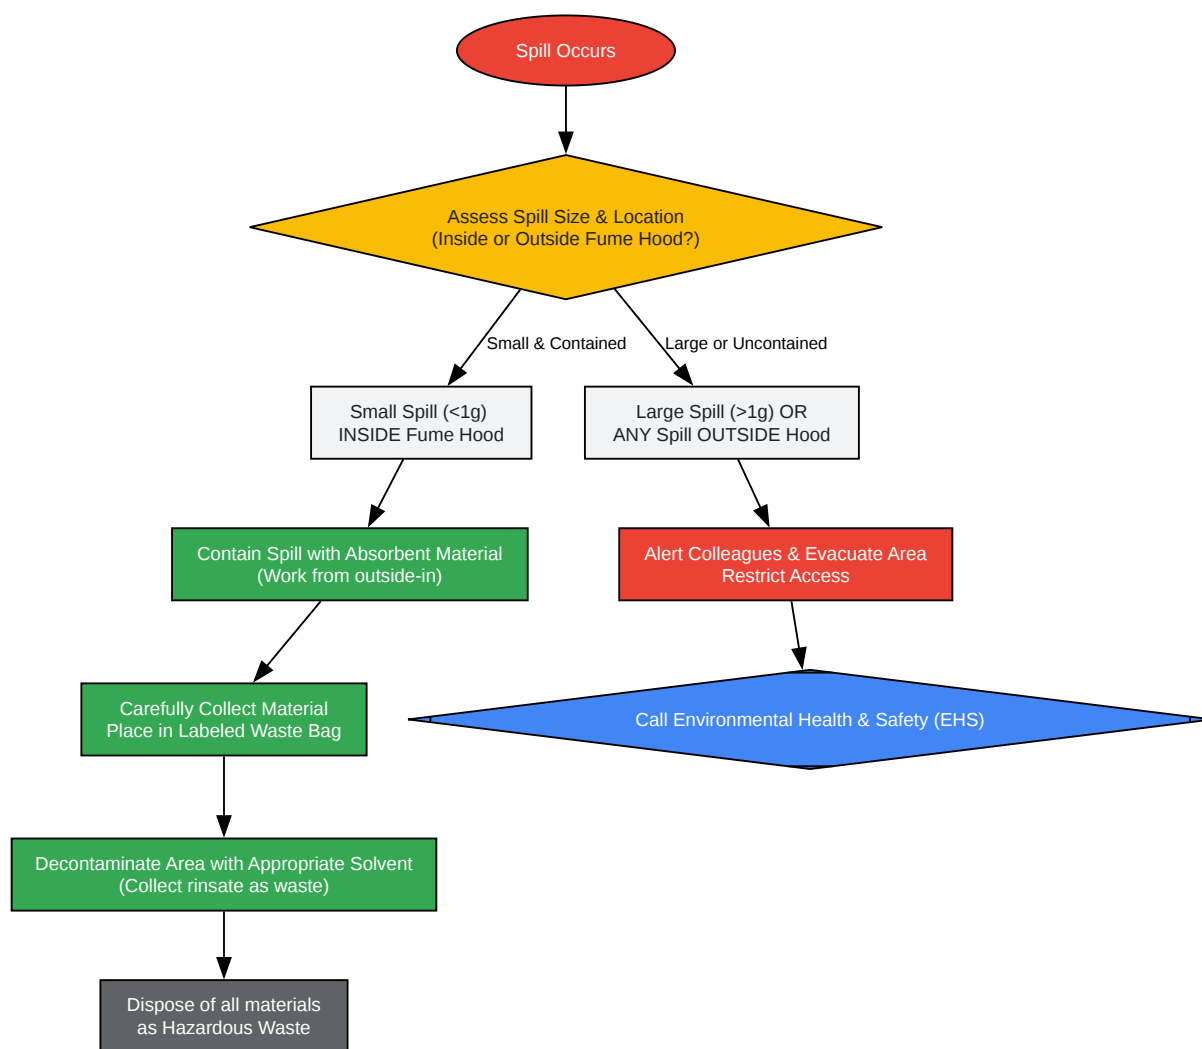 Spill Occurs
Assess Spill Size & Location
(Inside or Outside Fume Hood?)
Small & Contained
Large or Uncontained
Small Spill (<1g)
INSIDE Fume Hood
Large Spill (>1g) OR
ANY Spill OUTSIDE Hood
Contain Spill with Absorbent Material
(Work from outside-in)
Alert Colleagues & Evacuate Area
Restrict Access
Carefully Collect Material
Place in Labeled Waste Bag
Call Environmental Health & Safety (EHS)
Decontaminate Area with Appropriate Solvent
(Collect rinsate as waste)
Dispose of all materials
as Hazardous Waste